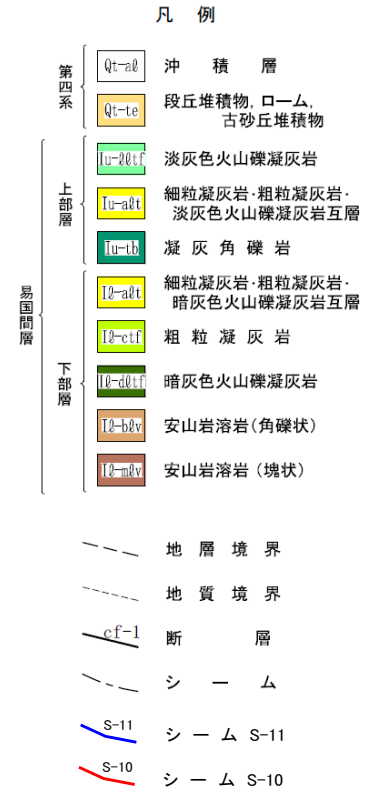 凡 例
第四系
Qt-aℓ 沖 積 層
Qt-te 段丘堆積物，ローム，
古砂丘堆積物
易国間層
上部層
Iu-ℓℓtf 淡灰色火山礫凝灰岩
Iu-aℓt 細粒凝灰岩・粗粒凝灰岩・
淡灰色火山礫凝灰岩互層
Iu-tb 凝 灰 角 礫 岩
下部層
Iℓ-aℓt 細粒凝灰岩・粗粒凝灰岩・
暗灰色火山礫凝灰岩互層
Iℓ-ctf 粗 粒 凝 灰 岩
Iℓ-dℓtf 暗灰色火山礫凝灰岩
Iℓ-bℓv 安山岩溶岩（角礫状）
Iℓ-mℓv 安山岩溶岩（塊状）
地 層 境 界
地 質 境 界
cf-1 断 層
シ ー ム
S-11 シ ー ム S-11
S-10 シ ー ム S-10